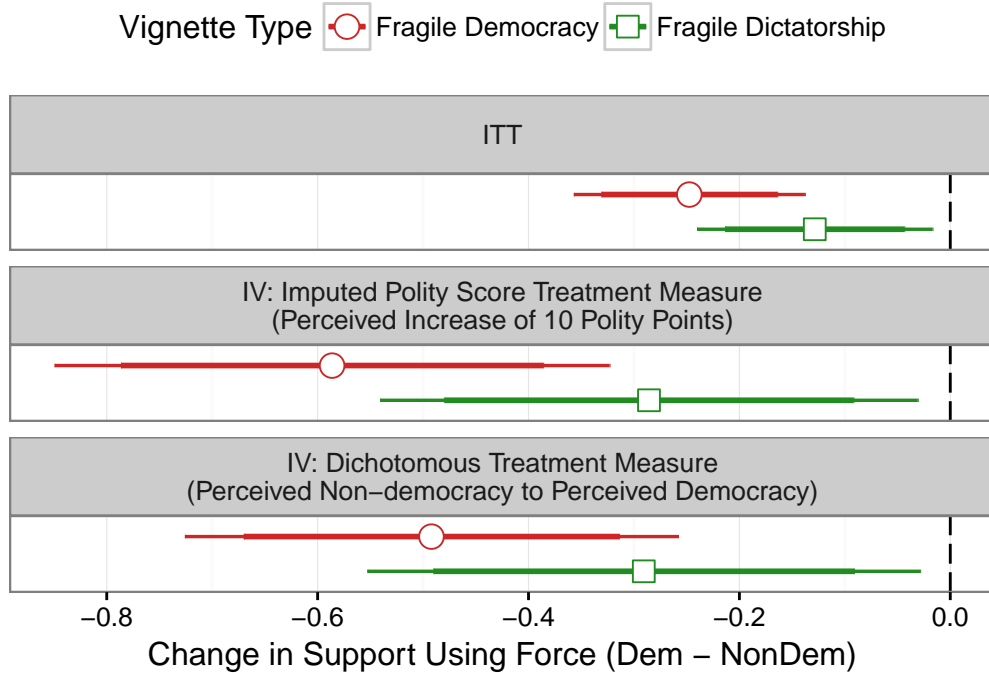 Vignette Type Fragile Democracy Fragile Dictatorship
ITT
IV: Imputed Polity Score Treatment Measure
(Perceived Increase of 10 Polity Points)
IV: Dichotomous Treatment Measure
(Perceived Non−democracy to Perceived Democracy)
−0.8 −0.6 −0.4 −0.2 0.0
Change in Support Using Force (Dem − NonDem)